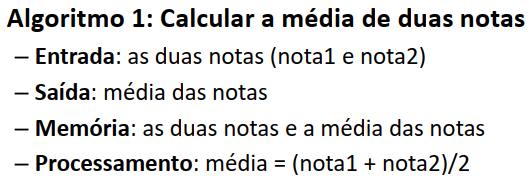 Algoritmo 1: Calcular a média de duas notas
– Entrada: as duas notas (nota1 e nota2)
– Saída: média das notas
– Memória: as duas notas e a média das notas
– Processamento: média = (nota1 + nota2)/2